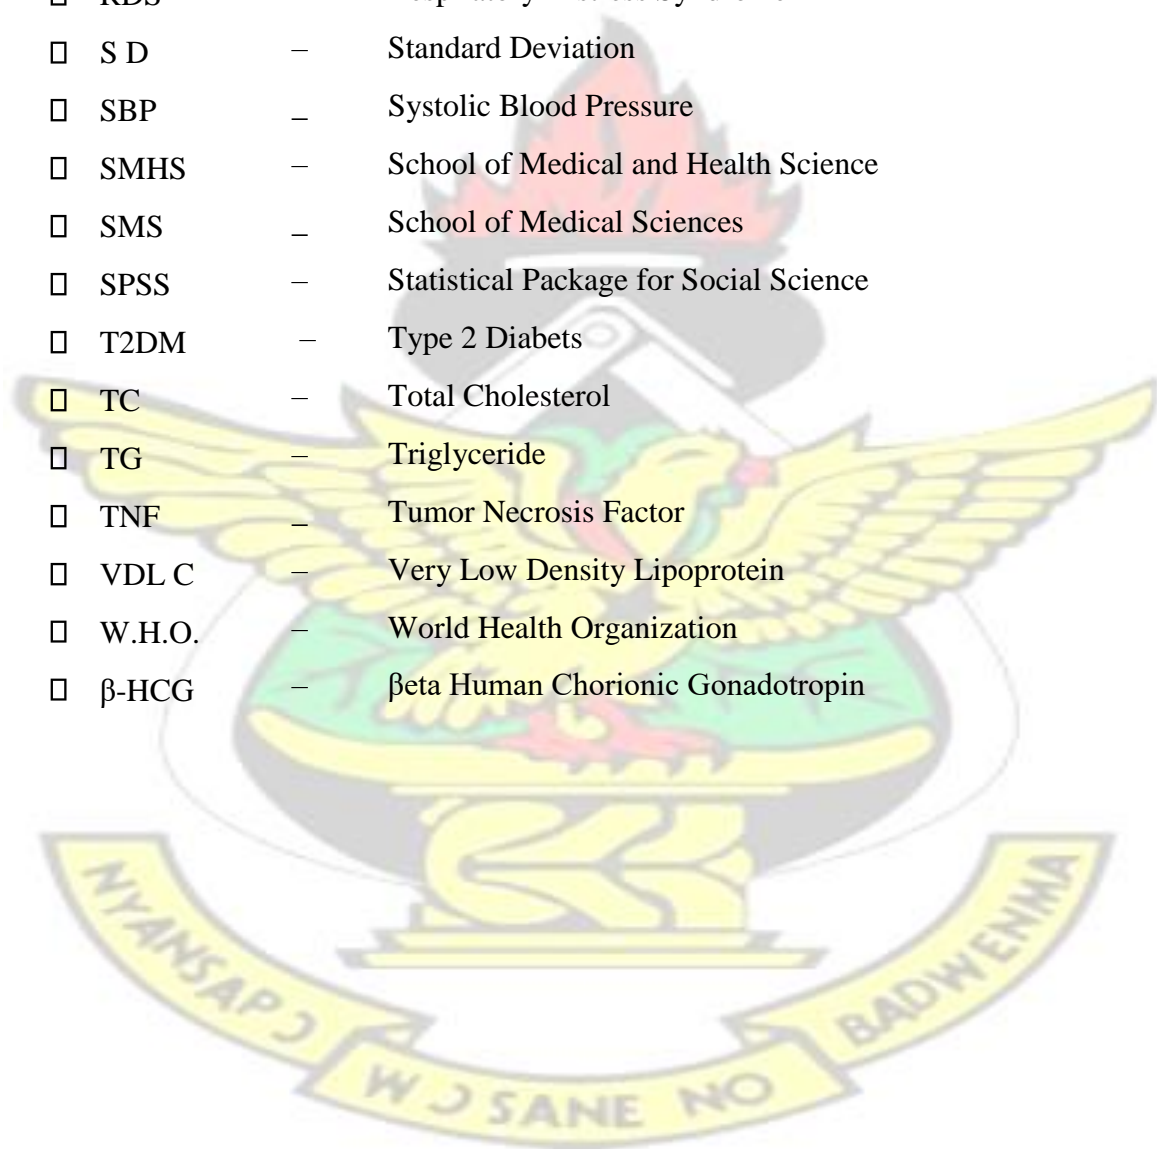 S D – Standard Deviation
SBP _ Systolic Blood Pressure
SMHS – School of Medical and Health Science
SMS _ School of Medical Sciences
SPSS – Statistical Package for Social Science
T2DM – Type 2 Diabets
TC – Total Cholesterol
TG – Triglyceride
TNF _ Tumor Necrosis Factor
VDL C – Very Low Density Lipoprotein
W.H.O. – World Health Organization
β-HCG – βeta Human Chorionic Gonadotropin
NYANSAPƆ WƆSANE NO BADWENMA